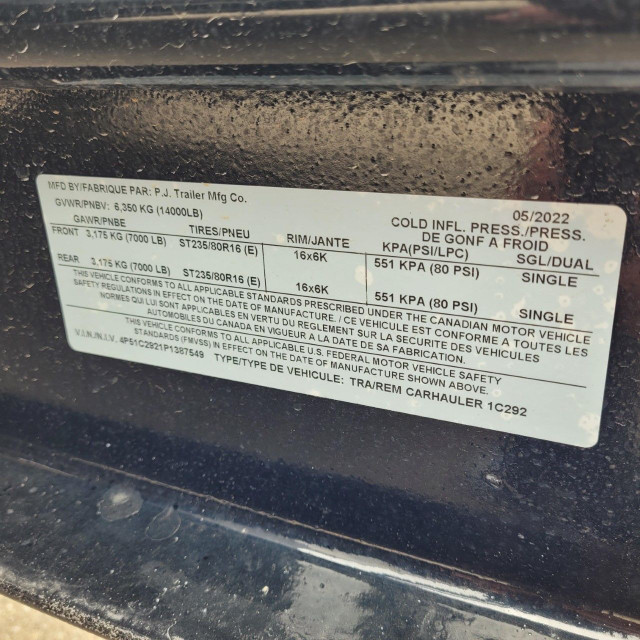 MFD BY/FABRIQUE PAR: P.J. Trailer Mfg Co. 05/2022
GVWR/PNBV: 6,350 KG (14000LB) COLD INFL. PRESS./PRESS.
GAWR/PNBE TIRES/PNEU RIM/JANTE DE GONF A FROID
KPA(PSI/LPC) SGL/DUAL
FRONT 3,175 KG (7000 LB) ST235/80R16 (E) 16x6K 551 KPA (80 PSI) SINGLE
REAR 3,175 KG (7000 LB) ST235/80R16 (E) 16x6K 551 KPA (80 PSI) SINGLE
THIS VEHICLE CONFORMS TO ALL APPLICABLE STANDARDS PRESCRIBED UNDER THE CANADIAN MOTOR VEHICLE
SAFETY REGULATIONS IN EFFECT ON THE DATE OF MANUFACTURE. / CE VEHICULE EST CONFORME A TOUTES LES
NORMES QUI LUI SONT APPLICABLES EN VERTU DU REGLEMENT SUR LA SECURITE DES VEHICULES
AUTOMOBILES DU CANADA EN VIGUEUR A LA DATE DE SA FABRICATION.
THIS VEHICLE CONFORMS TO ALL APPLICABLE U.S. FEDERAL MOTOR VEHICLE SAFETY
STANDARDS (FMVSS) IN EFFECT ON THE DATE OF MANUFACTURE SHOWN ABOVE.
V.I.N./N.I.V. 4P51C2921P1387549 TYPE/TYPE DE VEHICULE: TRA/REM CARHAULER 1C292